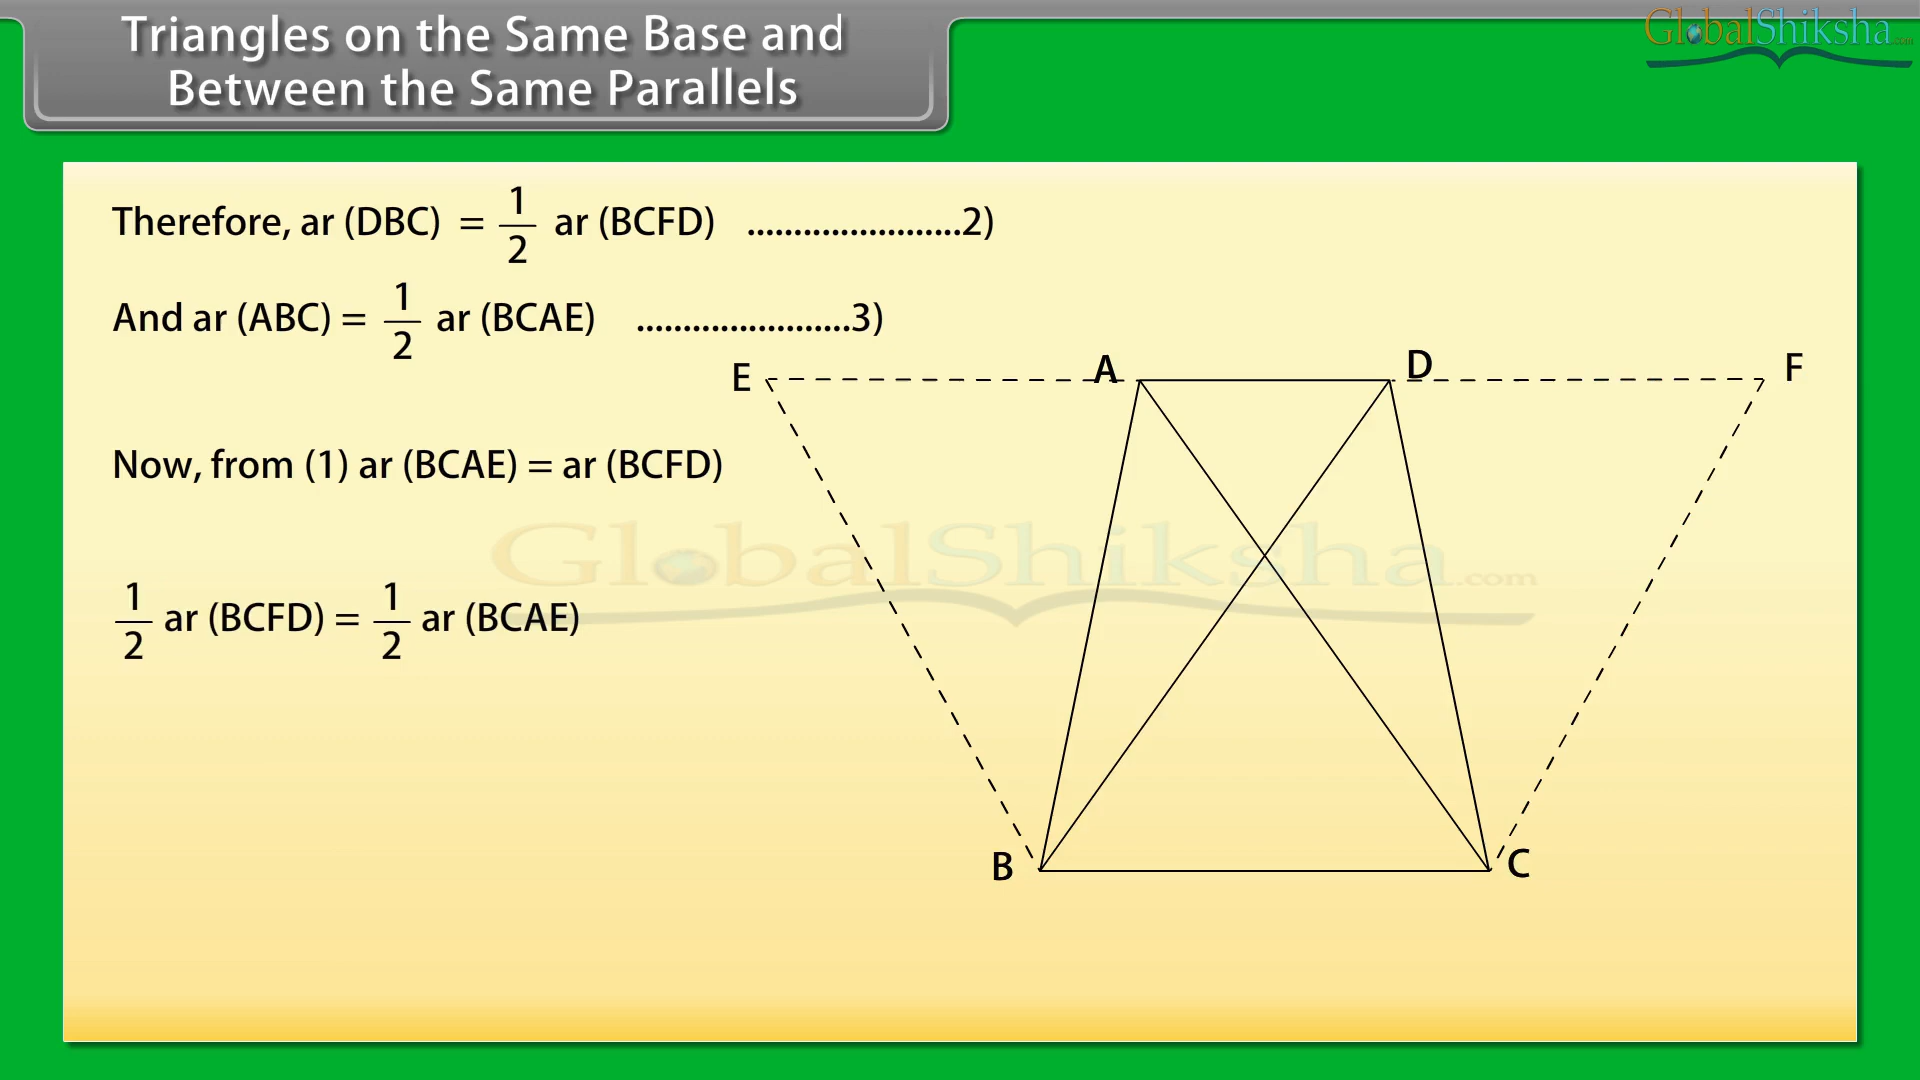 Triangles on the Same Base and
Between the Same Parallels
GlobalShiksha.com
Therefore, ar (DBC) = 1/2 ar (BCFD) .......................2)
And ar (ABC) = 1/2 ar (BCAE) .......................3)
E A D F
Now, from (1) ar (BCAE) = ar (BCFD)
GlobalShiksha.com
1/2 ar (BCFD) = 1/2 ar (BCAE)
B C